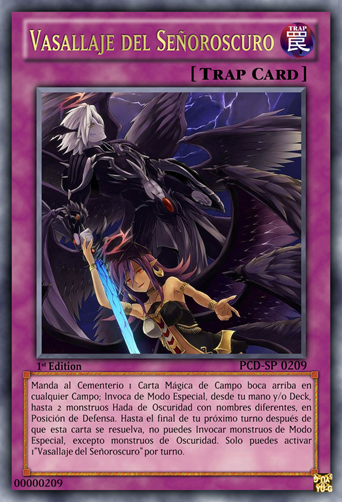 Vasallaje del Señoroscuro
TRAP
罠
[Trap Card]
1st Edition
PCD-SP 0209
Manda al Cementerio 1 Carta Mágica de Campo boca arriba en
cualquier Campo; Invoca de Modo Especial, desde tu mano y/o Deck,
hasta 2 monstruos Hada de Oscuridad con nombres diferentes, en
Posición de Defensa. Hasta el final de tu próximo turno después de
que esta carta se resuelva, no puedes Invocar monstruos de Modo
Especial, excepto monstruos de Oscuridad. Solo puedes activar
1"Vasallaje del Señoroscuro" por turno.
00000209